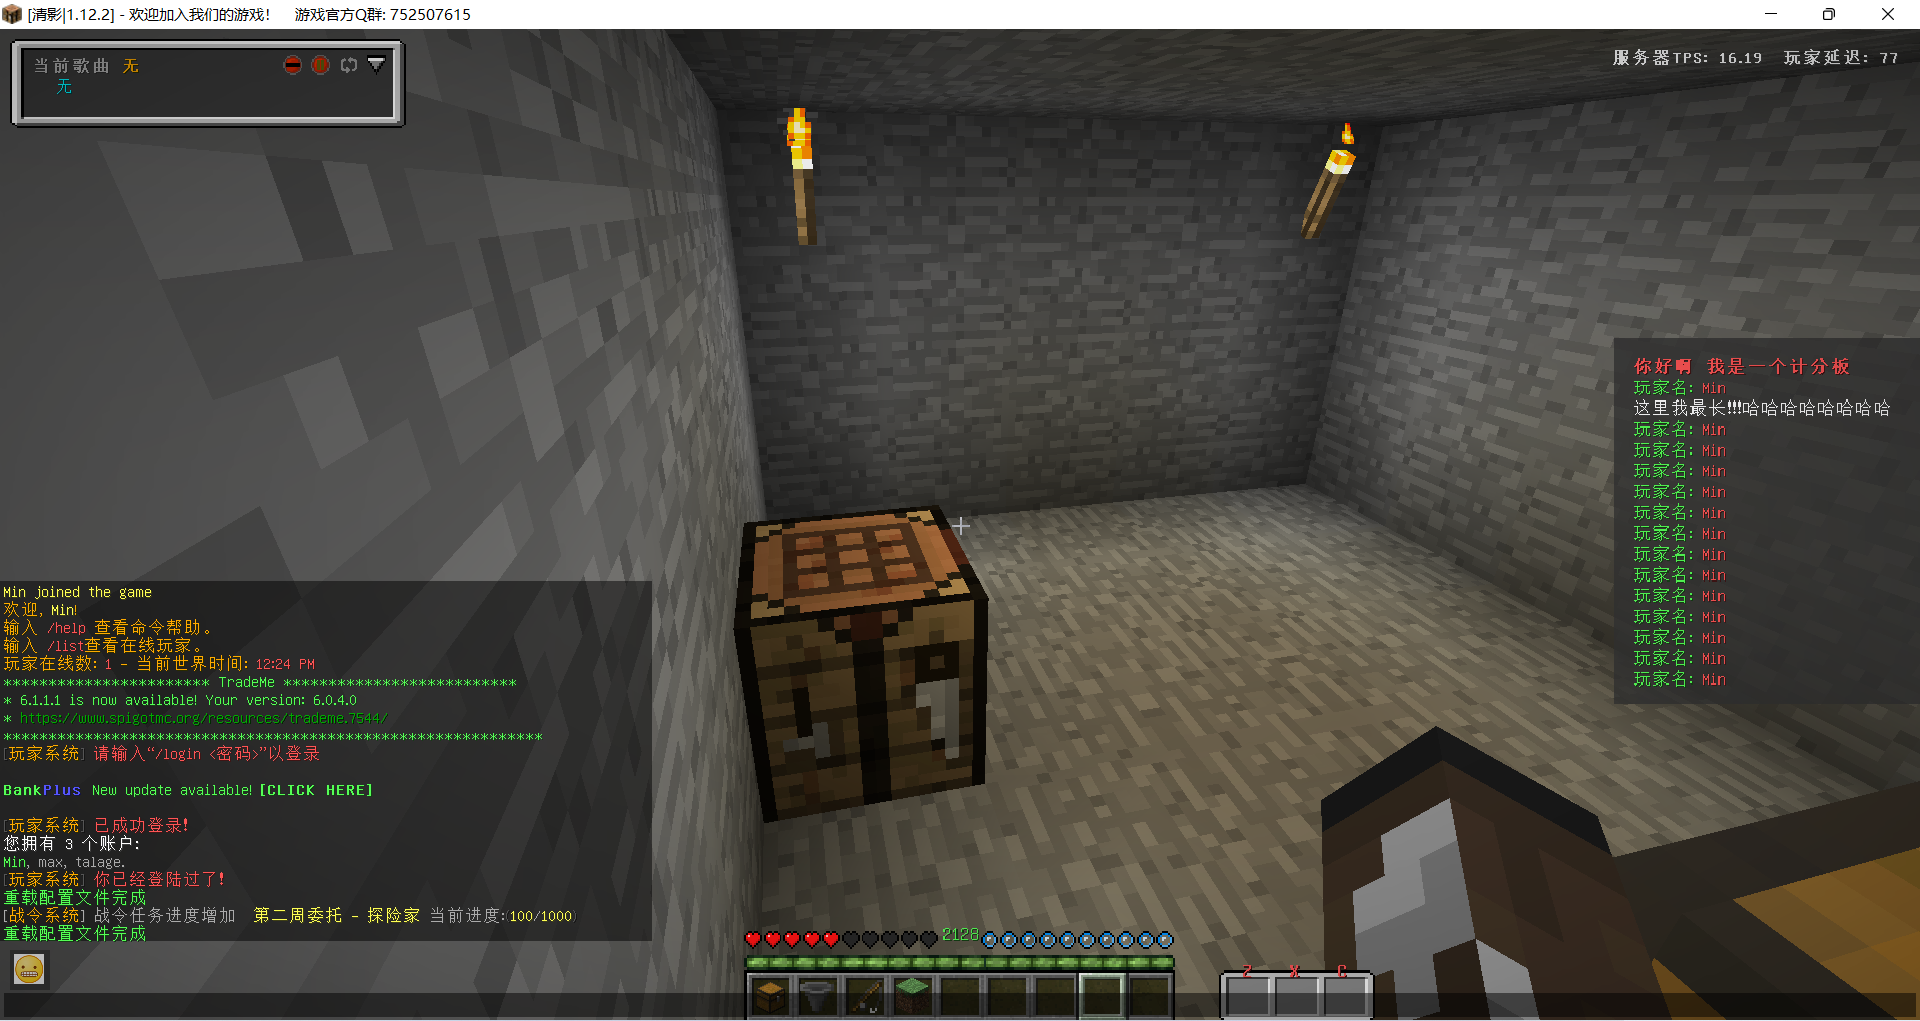 [清影|1.12.2] - 欢迎加入我们的游戏! 游戏官方Q群: 752507615
当前歌曲 无
无
服务器TPS: 16.19 玩家延迟: 77
你好啊 我是一个计分板
玩家名: Min
这里我最长!!!哈哈哈哈哈哈哈哈
玩家名: Min
玩家名: Min
玩家名: Min
玩家名: Min
玩家名: Min
玩家名: Min
玩家名: Min
玩家名: Min
玩家名: Min
玩家名: Min
玩家名: Min
玩家名: Min
玩家名: Min
Min joined the game
欢迎, Min!
输入 /help 查看命令帮助。
输入 /list查看在线玩家。
玩家在线数: 1 - 当前世界时间: 12:24 PM
*********************** TradeMe **************************
* 6.1.1.1 is now available! Your version: 6.0.4.0
* https://www.spigotmc.org/resources/trademe.7544/
************************************************************
[玩家系统] 请输入“/login <密码>”以登录
BankPlus New update available! [CLICK HERE]
[玩家系统] 已成功登录!
您拥有 3 个账户:
Min, max, talage.
[玩家系统] 你已经登陆过了!
重载配置文件完成
[战令系统] 战令任务进度增加 第二周委托 - 探险家 当前进度:(100/1000)
重载配置文件完成
2128
Z X C